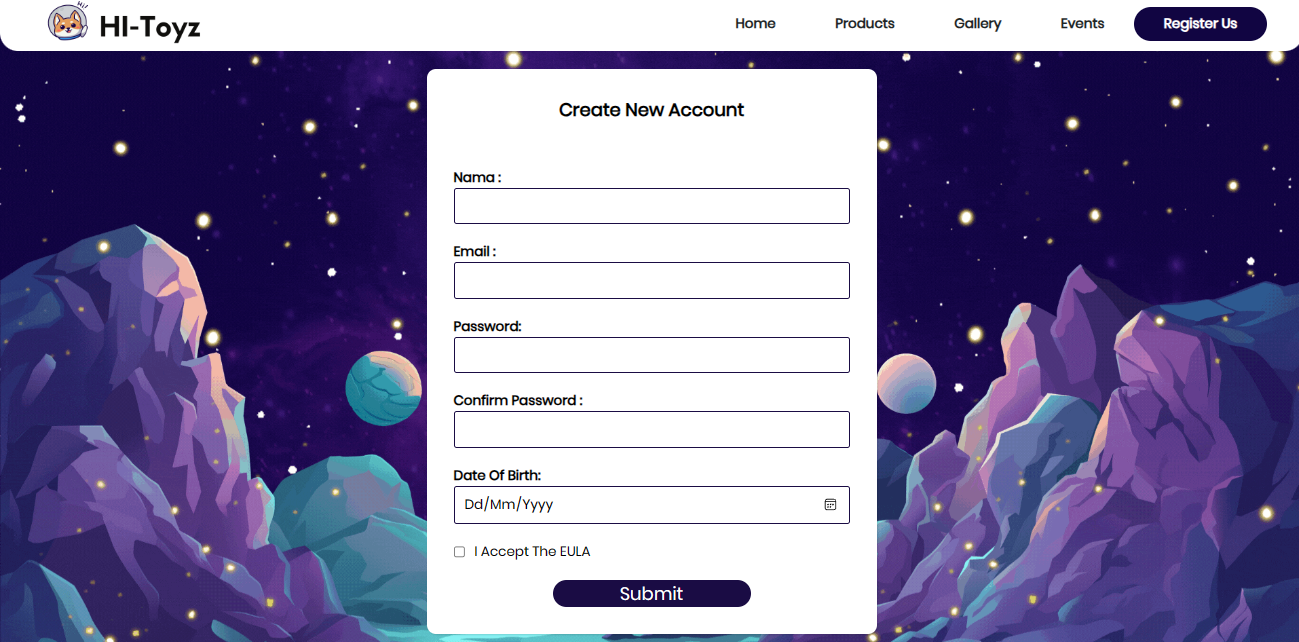 Hi!
HI-Toyz
Home Products Gallery Events Register Us
Create New Account
Nama :
Email :
Password:
Confirm Password :
Date Of Birth:
Dd/Mm/Yyyy
I Accept The EULA
Submit